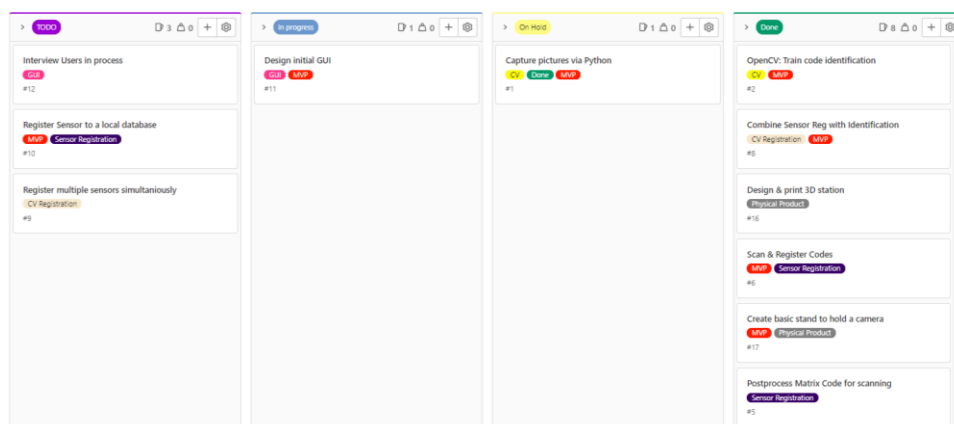 TODO 3 0
Interview Users in process
GUI
#12
Register Sensor to a local database
MVP Sensor Registration
#10
Register multiple sensors simultaniously
CV Registration
#9
In progress 1 0
Design initial GUI
GUI MVP
#11
On Hold 1 0
Capture pictures via Python
CV Done MVP
#1
Done 8 0
OpenCV: Train code identification
CV MVP
#2
Combine Sensor Reg with Identification
CV Registration MVP
#8
Design & print 3D station
Physical Product
#16
Scan & Register Codes
MVP Sensor Registration
#6
Create basic stand to hold a camera
MVP Physical Product
#17
Postprocess Matrix Code for scanning
Sensor Registration
#5